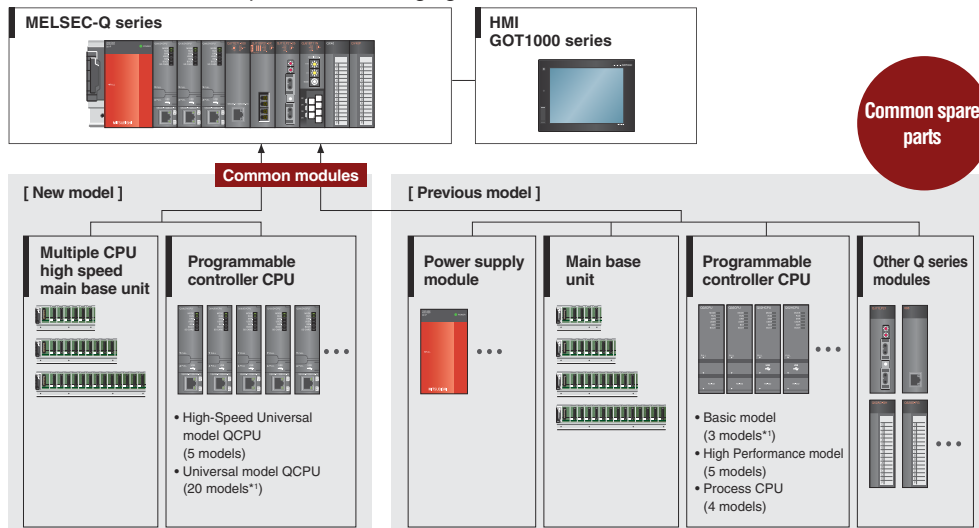 MELSEC-Q series
HMI
GOT1000 series
Common spare
parts
MITSUBISHI
Common modules
[ New model ]
[ Previous model ]
Multiple CPU
high speed
main base unit
Programmable
controller CPU
• High-Speed Universal
model QCPU
(5 models)
• Universal model QCPU
(20 models*1)
Power supply
module
MITSUBISHI
Main base
unit
Programmable
controller CPU
• Basic model
(3 models*1)
• High Performance model
(5 models)
• Process CPU
(4 models)
Other Q series
modules